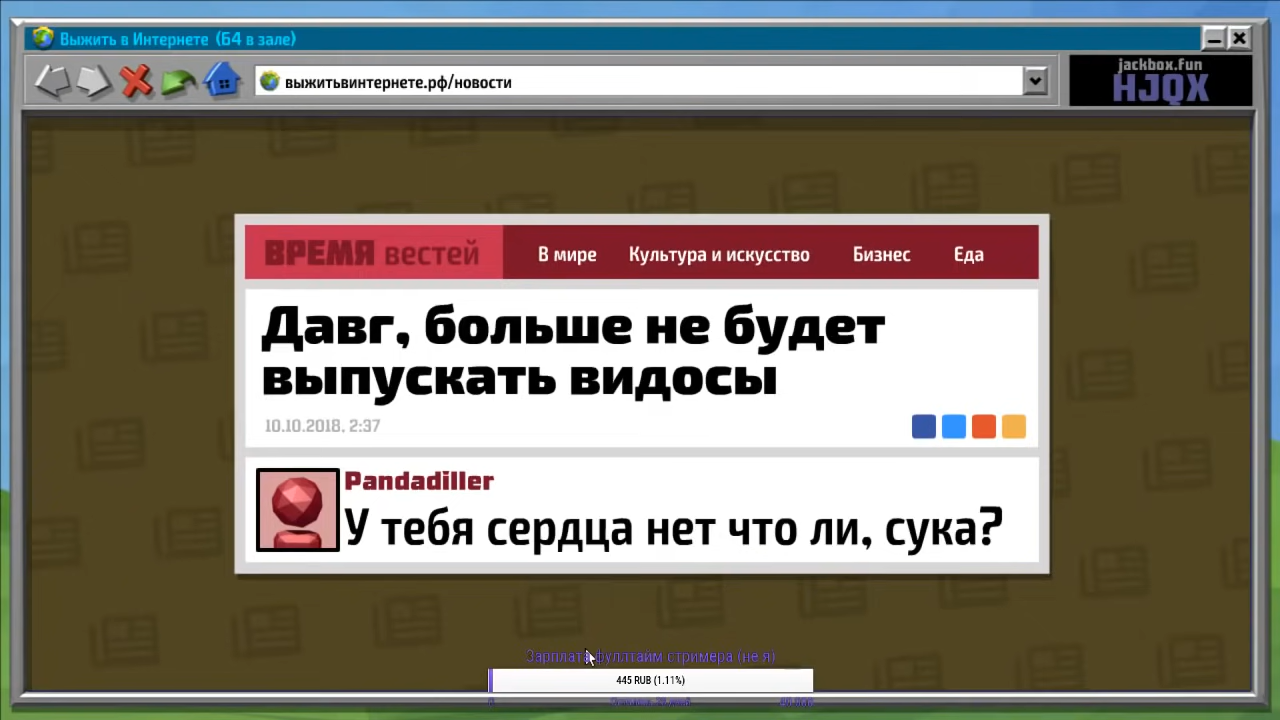 Выжить в Интернете (Б4 в зале)
jackbox.fun
HJQX
выжитьвинтернете.рф/новости
ВРЕМЯ вестей
В мире Культура и искусство Бизнес Еда
Давг, больше не будет
выпускать видосы
10.10.2018, 2:37
Pandadiller
У тебя сердца нет что ли, сука?
Зарплата фуллтайм стримера (не я)
445 RUB (1.11%)